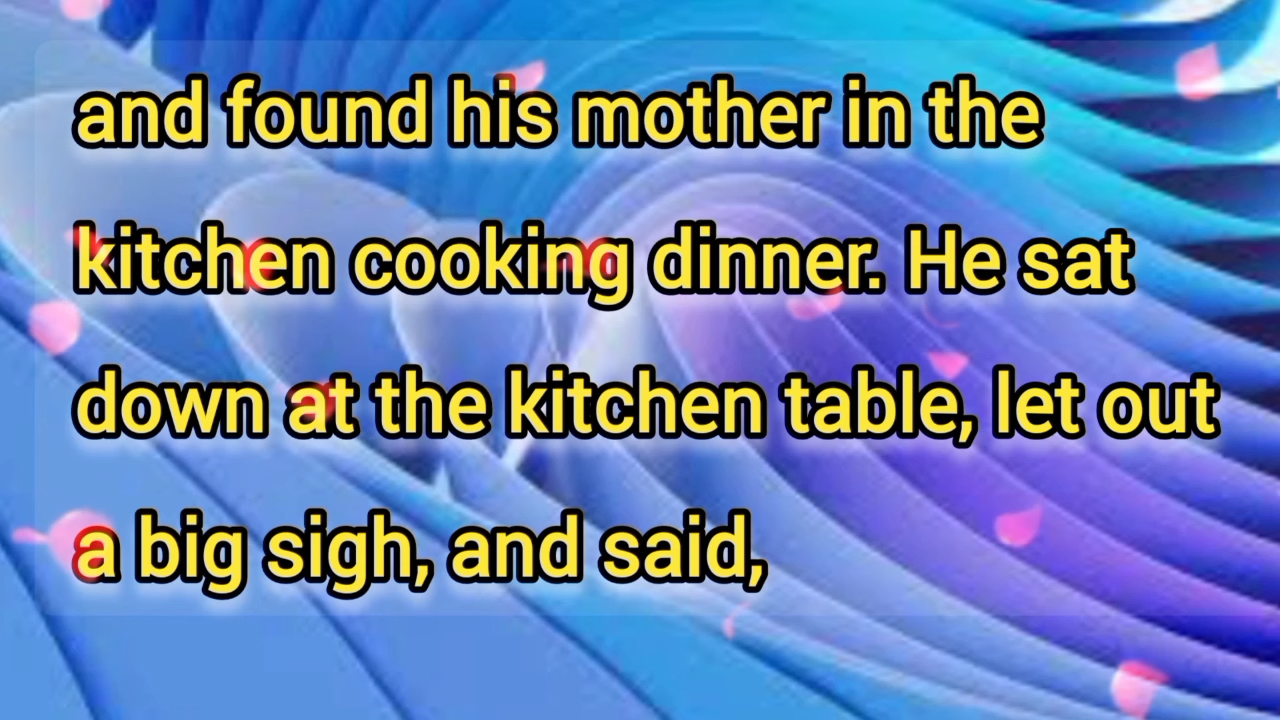 and found his mother in the
kitchen cooking dinner. He sat
down at the kitchen table, let out
a big sigh, and said,